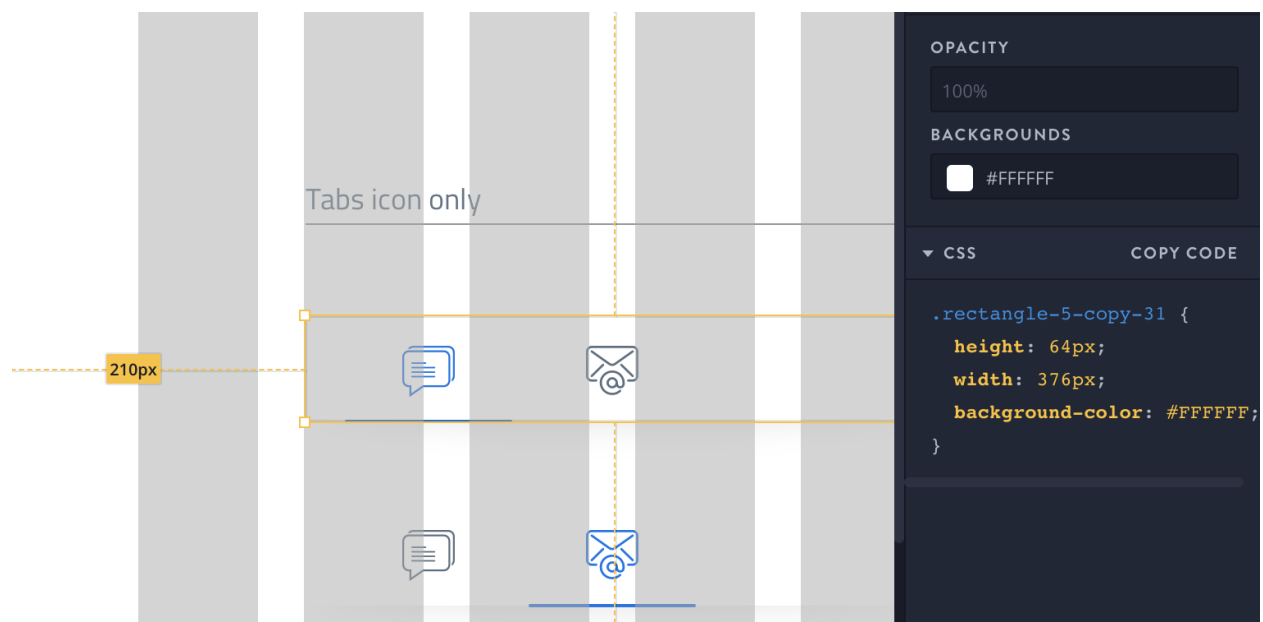 OPACITY
100%
BACKGROUNDS
#FFFFFF
Tabs icon only
CSS COPY CODE
.rectangle-5-copy-31 {
height: 64px;
width: 376px;
background-color: #FFFFFF;
}
210px
@
@